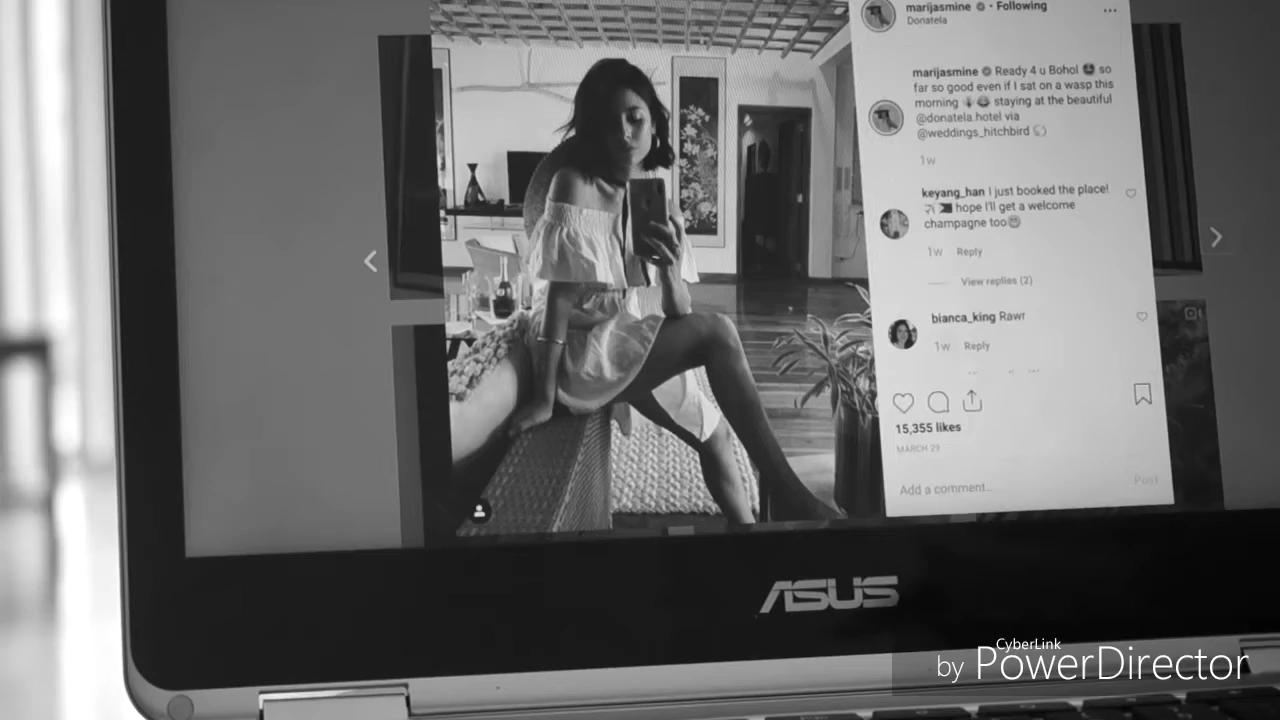 marijasmine • Following
Donatela
marijasmine Ready 4 u Bohol 🤩 so
far so good even if I sat on a wasp this
morning 😂 staying at the beautiful
@donatela.hotel via
@weddings_hitchbird
1w
keyang_han I just booked the place!
✈️ 🇵🇭 hope I'll get a welcome
champagne too😁
1w Reply
View replies (2)
bianca_king Rawr
1w Reply
15,355 likes
MARCH 29
Add a comment...
Post
ASUS
CyberLink
by PowerDirector